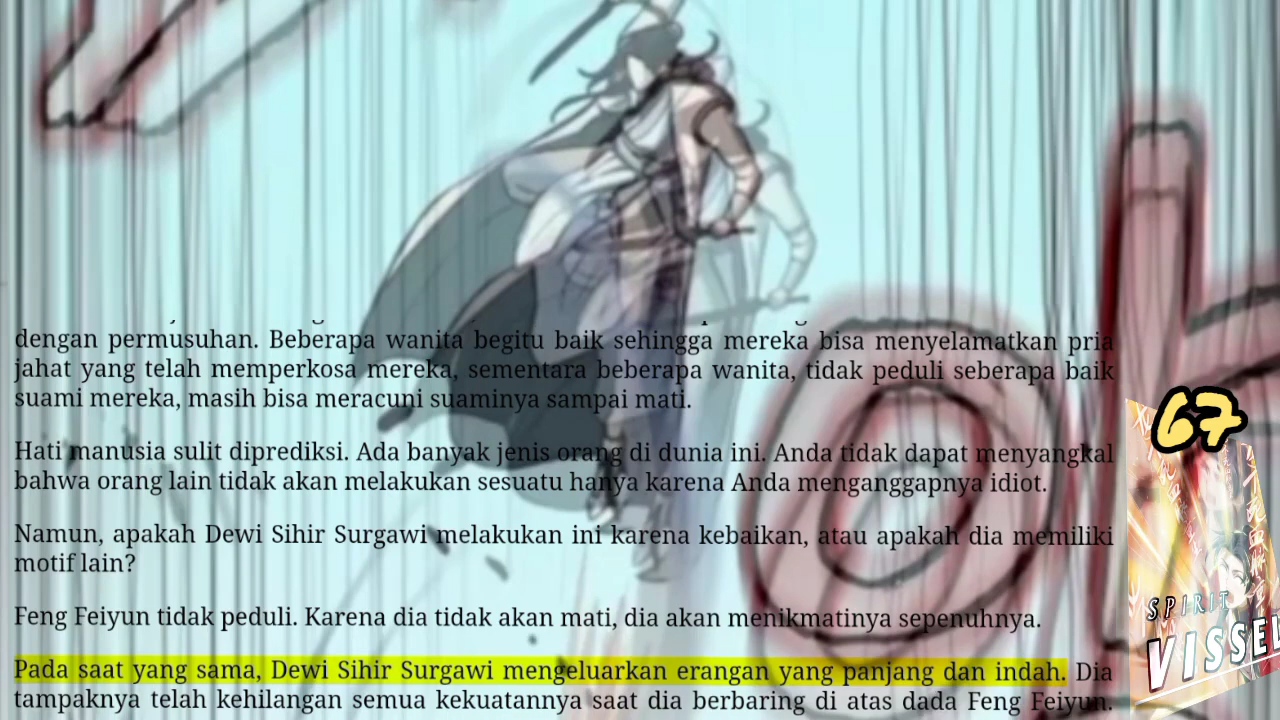 dengan permusuhan. Beberapa wanita begitu baik sehingga mereka bisa menyelamatkan pria
jahat yang telah memperkosa mereka, sementara beberapa wanita, tidak peduli seberapa baik
suami mereka, masih bisa meracuni suaminya sampai mati.
Hati manusia sulit diprediksi. Ada banyak jenis orang di dunia ini. Anda tidak dapat menyangkal
bahwa orang lain tidak akan melakukan sesuatu hanya karena Anda menganggapnya idiot.
Namun, apakah Dewi Sihir Surgawi melakukan ini karena kebaikan, atau apakah dia memiliki
motif lain?
Feng Feiyun tidak peduli. Karena dia tidak akan mati, dia akan menikmatinya sepenuhnya.
Pada saat yang sama, Dewi Sihir Surgawi mengeluarkan erangan yang panjang dan indah. Dia
tampaknya telah kehilangan semua kekuatannya saat dia berbaring di atas dada Feng Feiyun.
67
SPIRIT
VISSEL